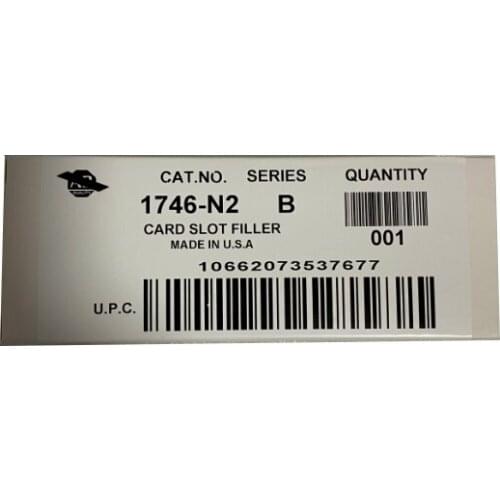 CAT.NO. SERIES QUANTITY
1746-N2 B
CARD SLOT FILLER
MADE IN U.S.A
001
10662073537677
U.P.C.